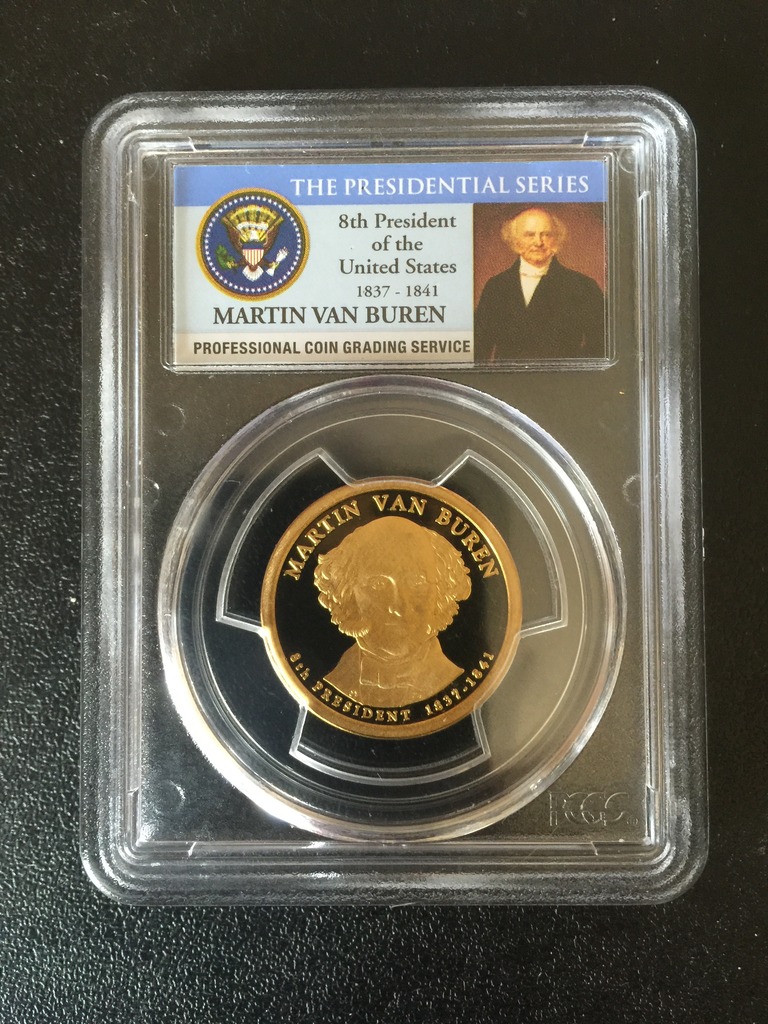 THE PRESIDENTIAL SERIES
8th President
of the
United States
1837 - 1841
MARTIN VAN BUREN
PROFESSIONAL COIN GRADING SERVICE
MARTIN VAN BUREN
8th PRESIDENT 1837-1841
PCGS